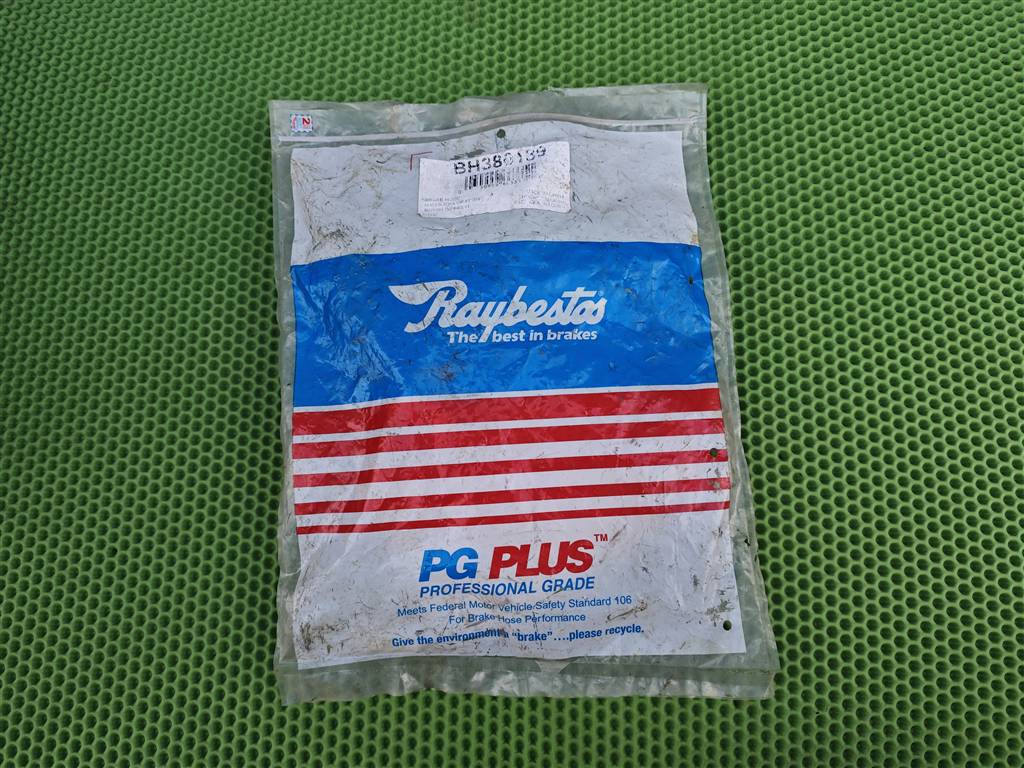 2
BH380139
Raybestos
The best in brakes
PG PLUS™
PROFESSIONAL GRADE
Meets Federal Motor Vehicle Safety Standard 106
For Brake Hose Performance
Give the environment a "brake"....please recycle.